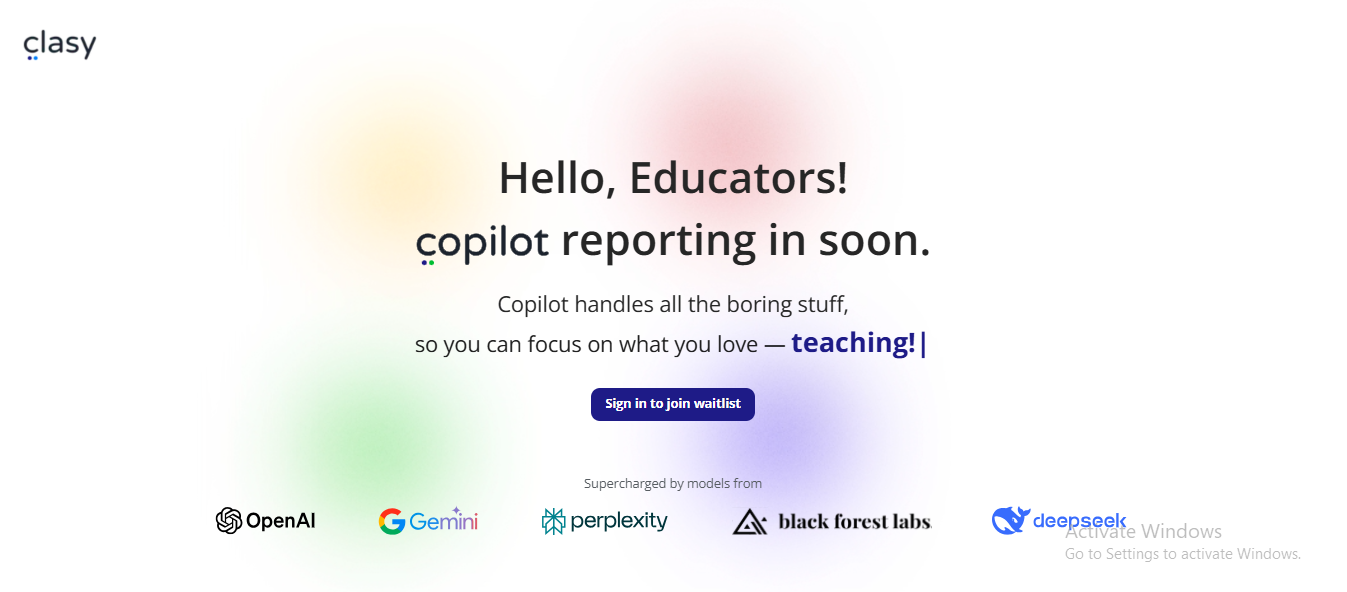 clasy
Hello, Educators!
copilot reporting in soon.
Copilot handles all the boring stuff,
so you can focus on what you love — teaching!|
Sign in to join waitlist
Supercharged by models from
OpenAI Gemini perplexity black forest labs. deepseek
Activate Windows
Go to Settings to activate Windows.